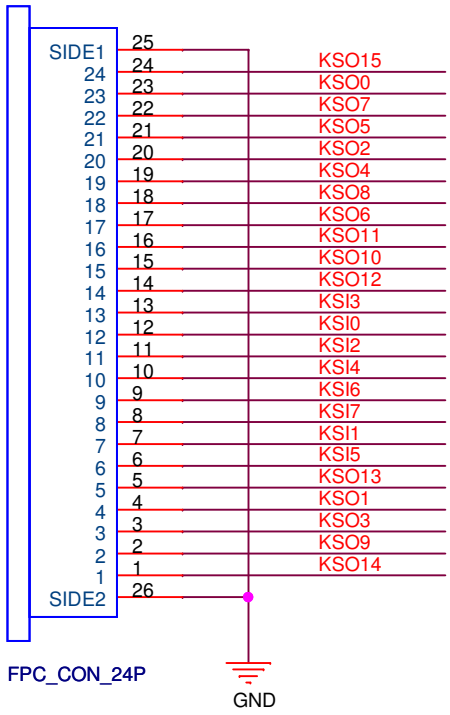 SIDE1 25
24 24 KSO15
23 23 KSO0
22 22 KSO7
21 21 KSO5
20 20 KSO2
19 19 KSO4
18 18 KSO8
17 17 KSO6
16 16 KSO11
15 15 KSO10
14 14 KSO12
13 13 KSI3
12 12 KSI0
11 11 KSI2
10 10 KSI4
9 9 KSI6
8 8 KSI7
7 7 KSI1
6 6 KSI5
5 5 KSO13
4 4 KSO1
3 3 KSO3
2 2 KSO9
1 1 KSO14
SIDE2 26
FPC_CON_24P
GND